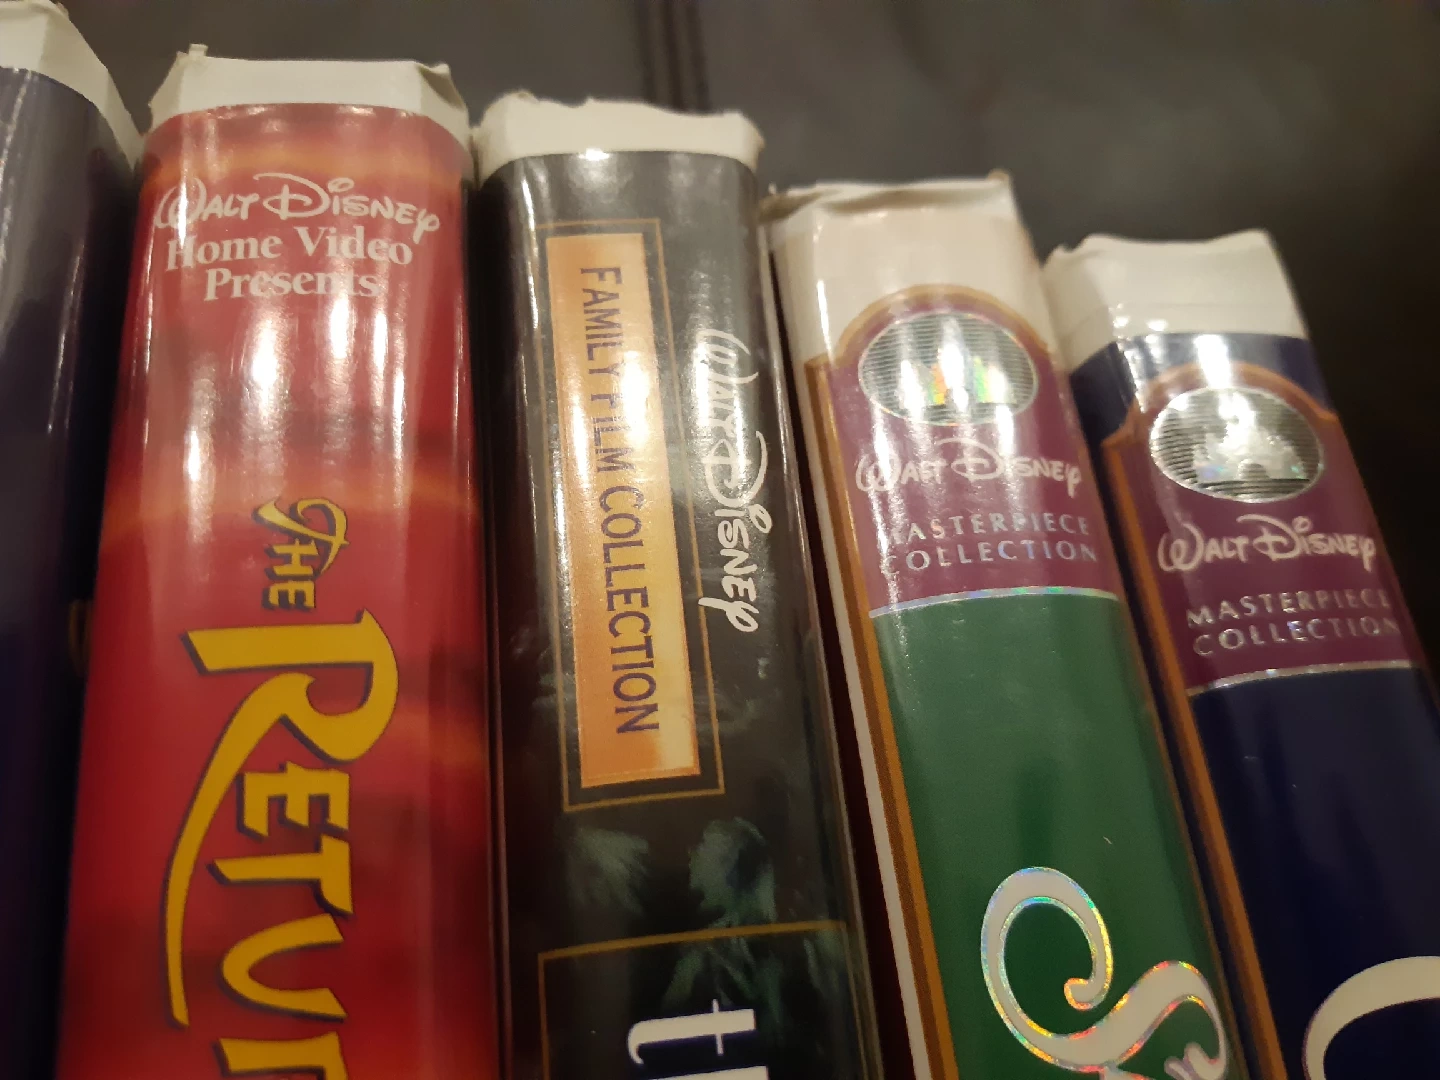 WALT DISNEY
Home Video
Presents
THE
RETUR
FAMILY FILM COLLECTION
WALT DISNEY
WALT DISNEY
MASTERPIECE
COLLECTION
WALT DISNEY
MASTERPIECE
COLLECTION